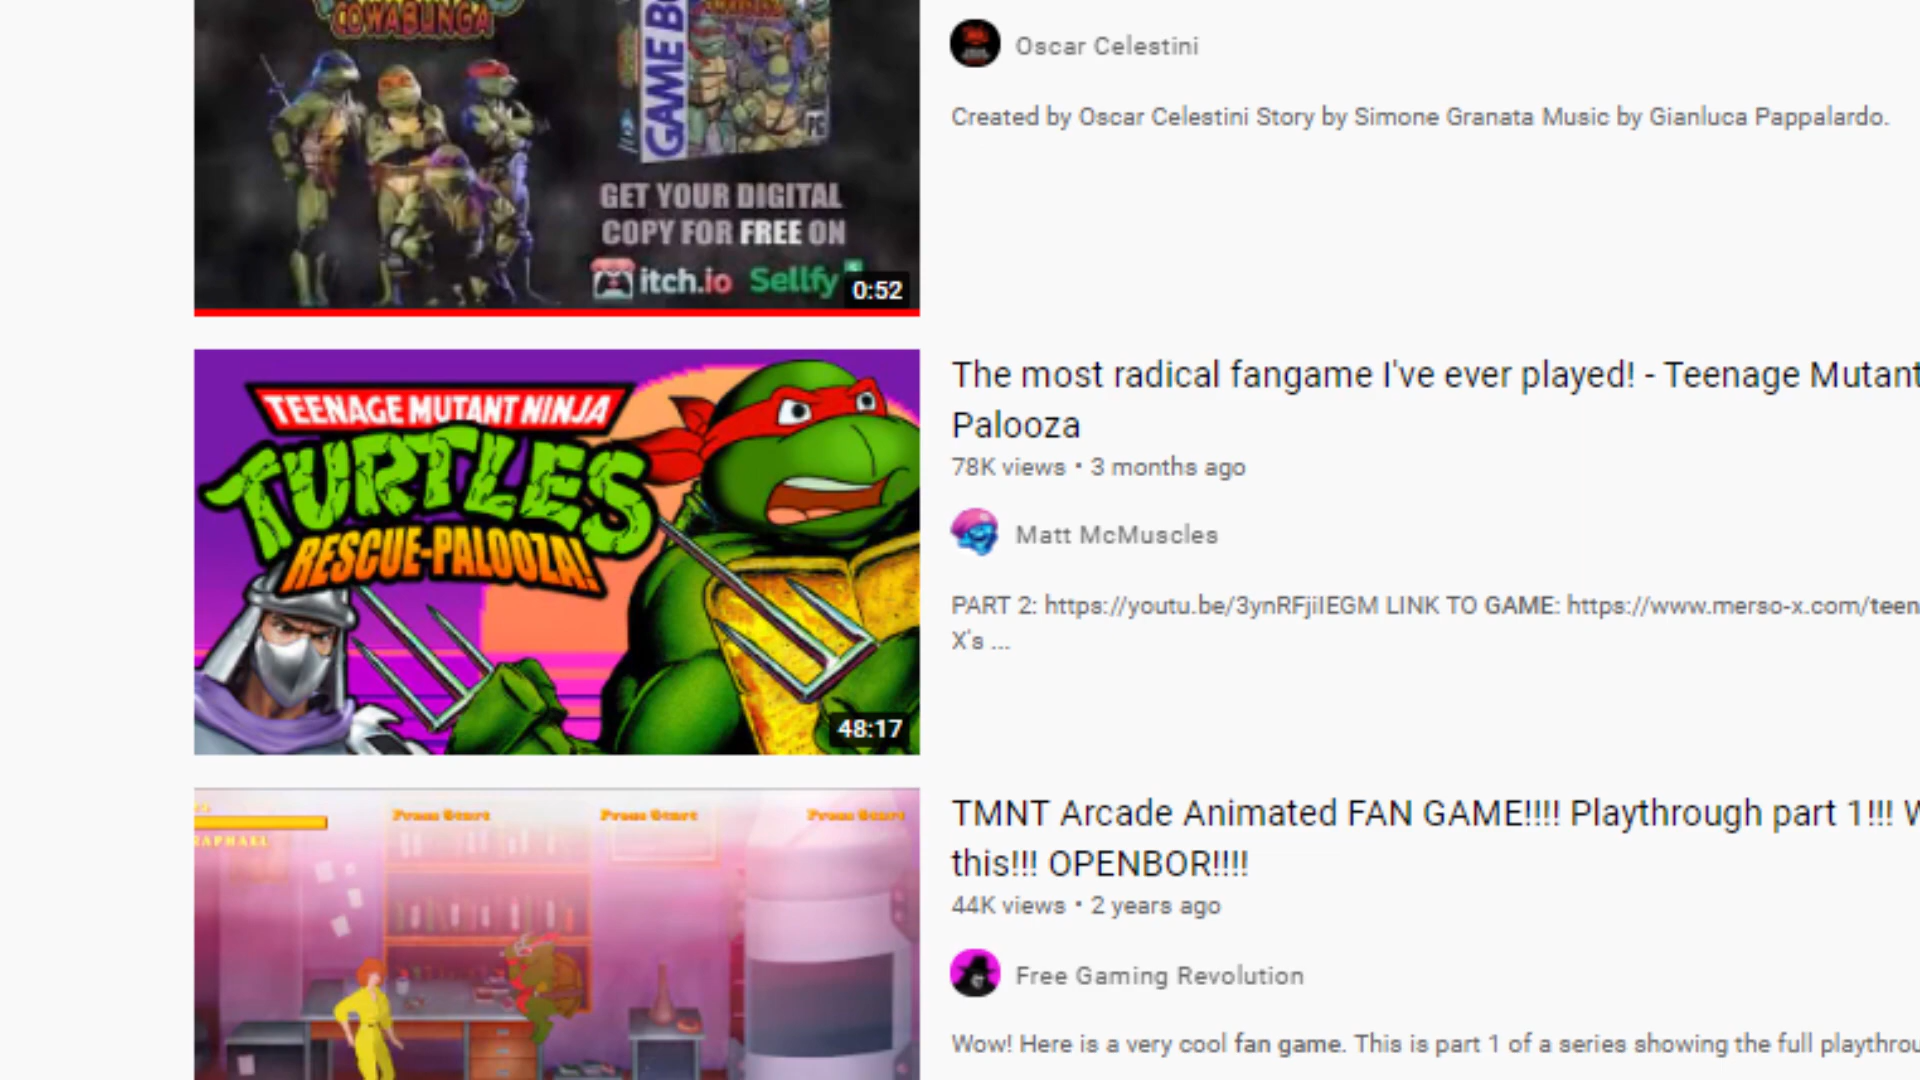 COWABUNGA
GAME BO
PG
GET YOUR DIGITAL
COPY FOR FREE ON
itch.io Sellfy
0:52
Oscar Celestini
Created by Oscar Celestini Story by Simone Granata Music by Gianluca Pappalardo.
TEENAGE MUTANT NINJA
TURTLES
RESCUE-PALOOZA!
48:17
The most radical fangame I've ever played! - Teenage Mutant
Palooza
78K views • 3 months ago
Matt McMuscles
PART 2: https://youtu.be/3ynRFjiIEGM LINK TO GAME: https://www.merso-x.com/teen
X's ...
Press Start Press Start Press Start
RAPHAEL
TMNT Arcade Animated FAN GAME!!!! Playthrough part 1!!! W
this!!! OPENBOR!!!!
44K views • 2 years ago
Free Gaming Revolution
Wow! Here is a very cool fan game. This is part 1 of a series showing the full playthrou